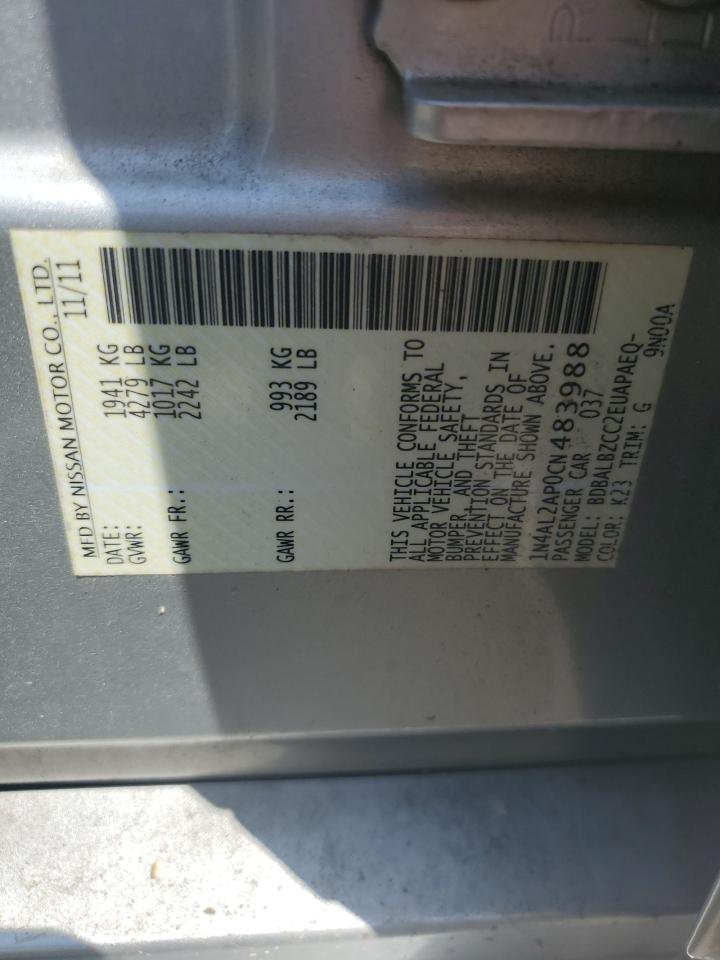 MFD BY NISSAN MOTOR CO., LTD.
DATE: 11/11
GVWR: 1941 KG
4279 LB
GAWR FR.: 1017 KG
2242 LB
GAWR RR.: 993 KG
2189 LB
THIS VEHICLE CONFORMS TO
ALL APPLICABLE FEDERAL
MOTOR VEHICLE SAFETY,
BUMPER, AND THEFT
PREVENTION STANDARDS IN
EFFECT ON THE DATE OF
MANUFACTURE SHOWN ABOVE.
1N4AL2AP0CN483988
PASSENGER CAR 037
MODEL: BDBALBZCC2EUAPAEQ-
COLOR: K23 TRIM: G 9N00A